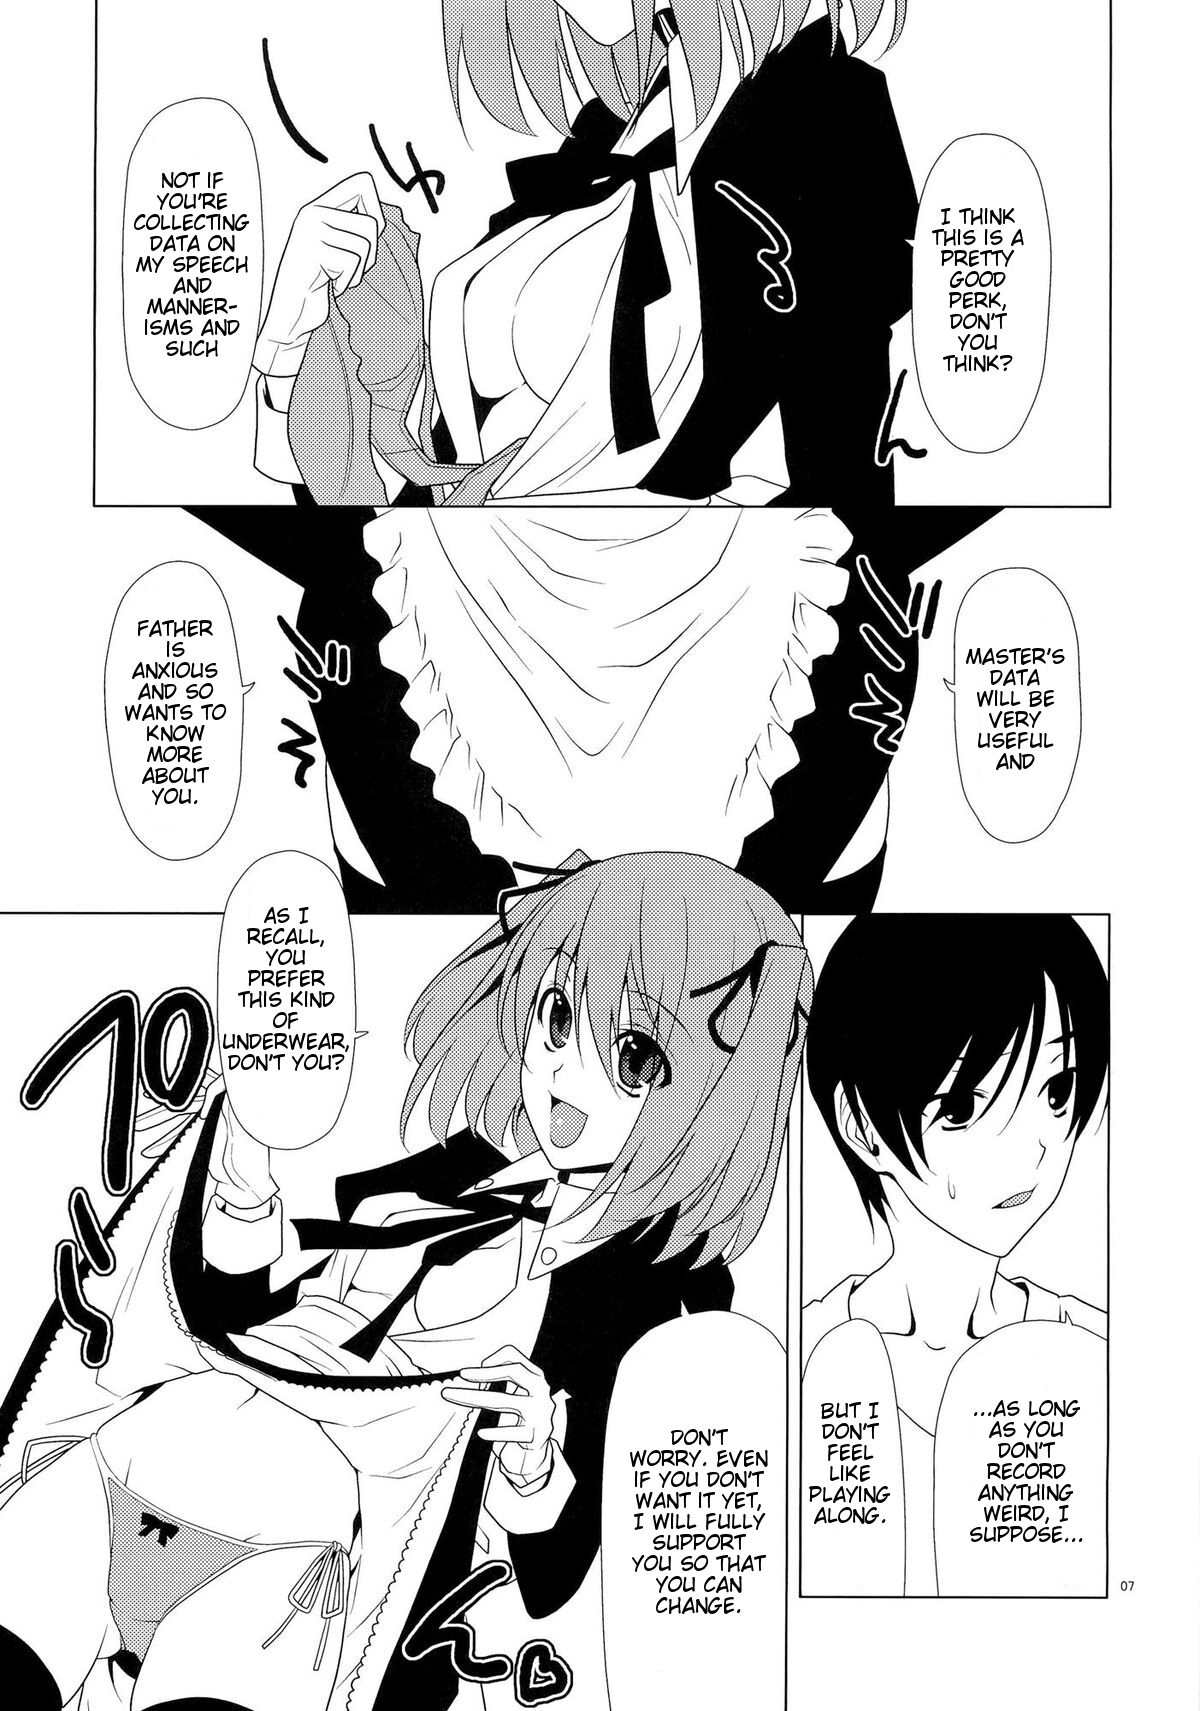 I THINK
THIS IS A
PRETTY
GOOD
PERK,
DON'T
YOU
THINK?
NOT IF
YOU'RE
COLLECTING
DATA ON
MY SPEECH
AND
MANNER-
ISMS AND
SUCH
MASTER'S
DATA
WILL BE
VERY
USEFUL
AND
FATHER
IS
ANXIOUS
AND SO
WANTS TO
KNOW
MORE
ABOUT
YOU.
...AS LONG
AS YOU
DON'T
RECORD
ANYTHING
WEIRD, I
SUPPOSE...
BUT I
DON'T
FEEL
LIKE
PLAYING
ALONG.
AS I
RECALL,
YOU
PREFER
THIS KIND
OF
UNDERWEAR,
DON'T YOU?
DON'T
WORRY. EVEN
IF YOU DON'T
WANT IT YET,
I WILL FULLY
SUPPORT
YOU SO THAT
YOU CAN
CHANGE.
07